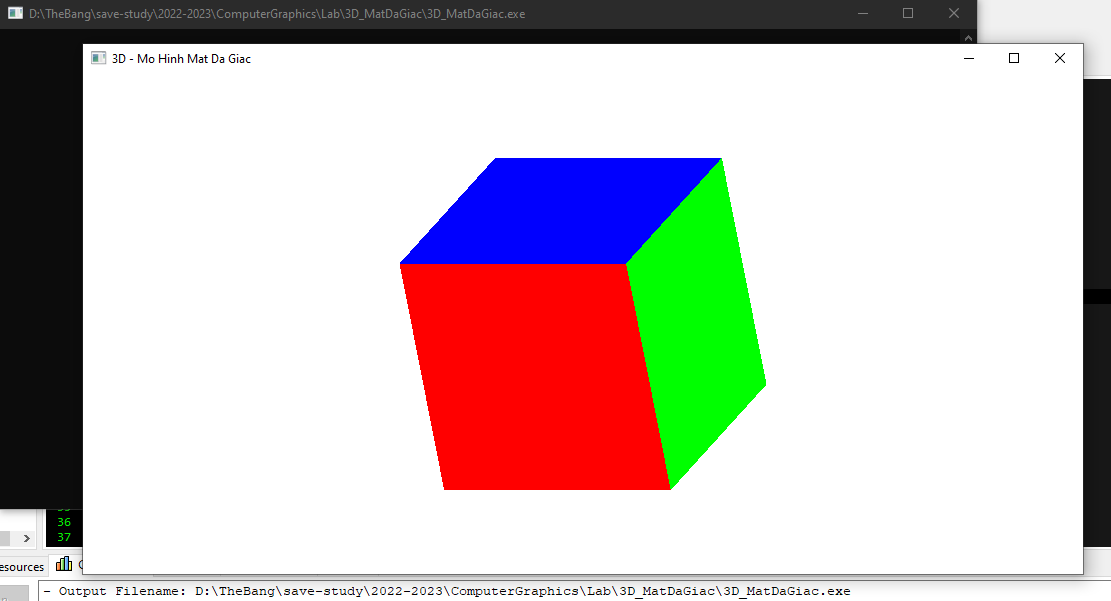 D:\TheBang\save-study\2022-2023\ComputerGraphics\Lab\3D_MatDaGiac\3D_MatDaGiac.exe
3D - Mo Hinh Mat Da Giac
36
37
esources
- Output Filename: D:\TheBang\save-study\2022-2023\ComputerGraphics\Lab\3D_MatDaGiac\3D_MatDaGiac.exe